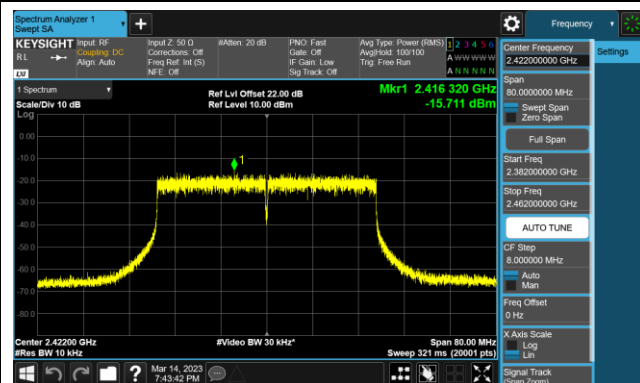 Spectrum Analyzer 1
Swept SA
+
Frequency
KEYSIGHT
RL
LXI
Input: RF
Coupling: DC
Align: Auto
Input Z: 50 Ω
Corrections: Off
Freq Ref: Int (S)
NFE: Off
#Atten: 20 dB
PNO: Fast
Gate: Off
IF Gain: Low
Sig Track: Off
Avg Type: Power (RMS)
Avg|Hold: 100/100
Trig: Free Run
1 2 3 4 5 6
A W W W W W
A N N N N N
Center Frequency
2.422000000 GHz
Settings
Span
80.0000000 MHz
Swept Span
Zero Span
Full Span
Start Freq
2.382000000 GHz
Stop Freq
2.462000000 GHz
AUTO TUNE
CF Step
8.000000 MHz
Auto
Man
Freq Offset
0 Hz
X Axis Scale
Log
Lin
Signal Track
(Span Zoom)
1 Spectrum
Scale/Div 10 dB
Log
Ref Lvl Offset 22.00 dB
Ref Level 10.00 dBm
Mkr1 2.416 320 GHz
-15.711 dBm
1
0.00
-10.0
-20.0
-30.0
-40.0
-50.0
-60.0
-70.0
-80.0
Center 2.42200 GHz
#Res BW 10 kHz
#Video BW 30 kHz*
Span 80.00 MHz
Sweep 321 ms (20001 pts)
?
Mar 14, 2023
7:43:42 PM